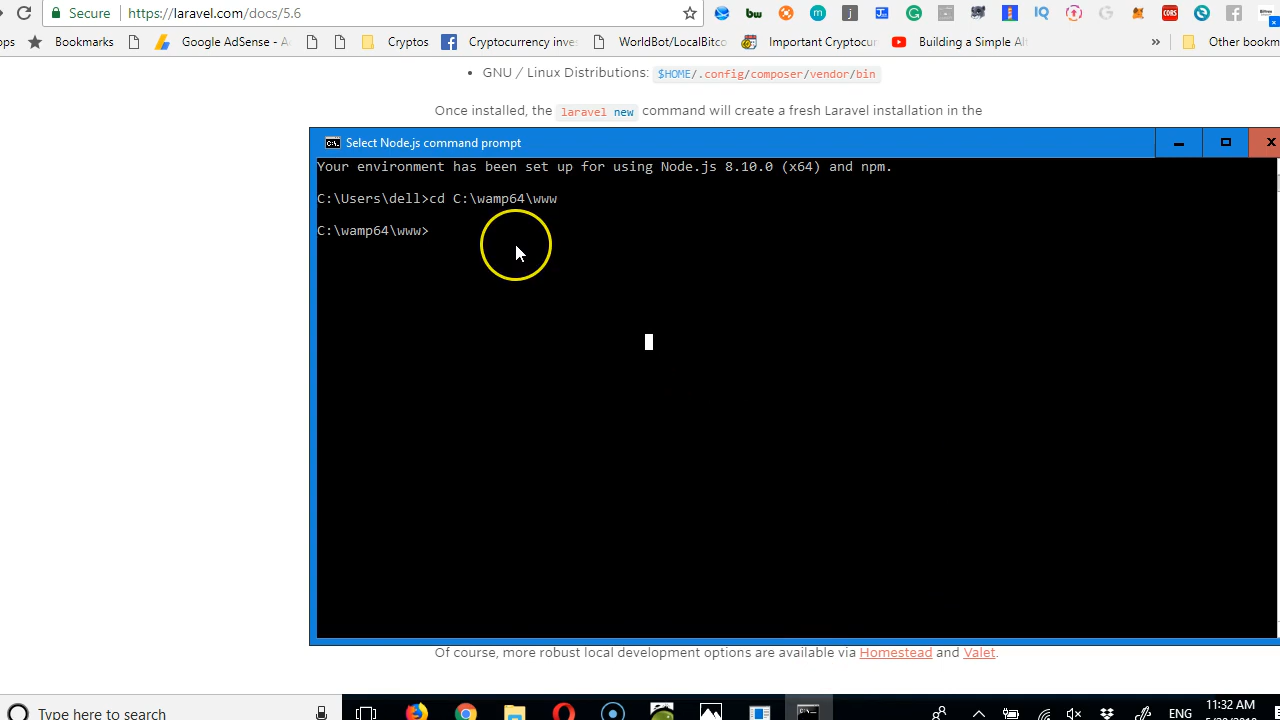 https://laravel.com/docs/5.6
Secure
Bookmarks
Google AdSense - A
Cryptos
Cryptocurrency inve
WorldBot/LocalBitco
Important Cryptocur
Building a Simple Al
»
Other bookm
• GNU / Linux Distributions: $HOME/.config/composer/vendor/bin
Once installed, the laravel new command will create a fresh Laravel installation in the
Select Node.js command prompt
Your environment has been set up for using Node.js 8.10.0 (x64) and npm.
C:\Users\dell>cd C:\wamp64\www
C:\wamp64\www>
Of course, more robust local development options are available via Homestead and Valet.
Type here to search
ENG
11:32 AM